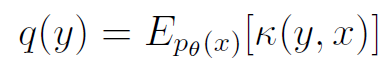 q(y) = E_{p_θ(x)}[κ(y, x)]